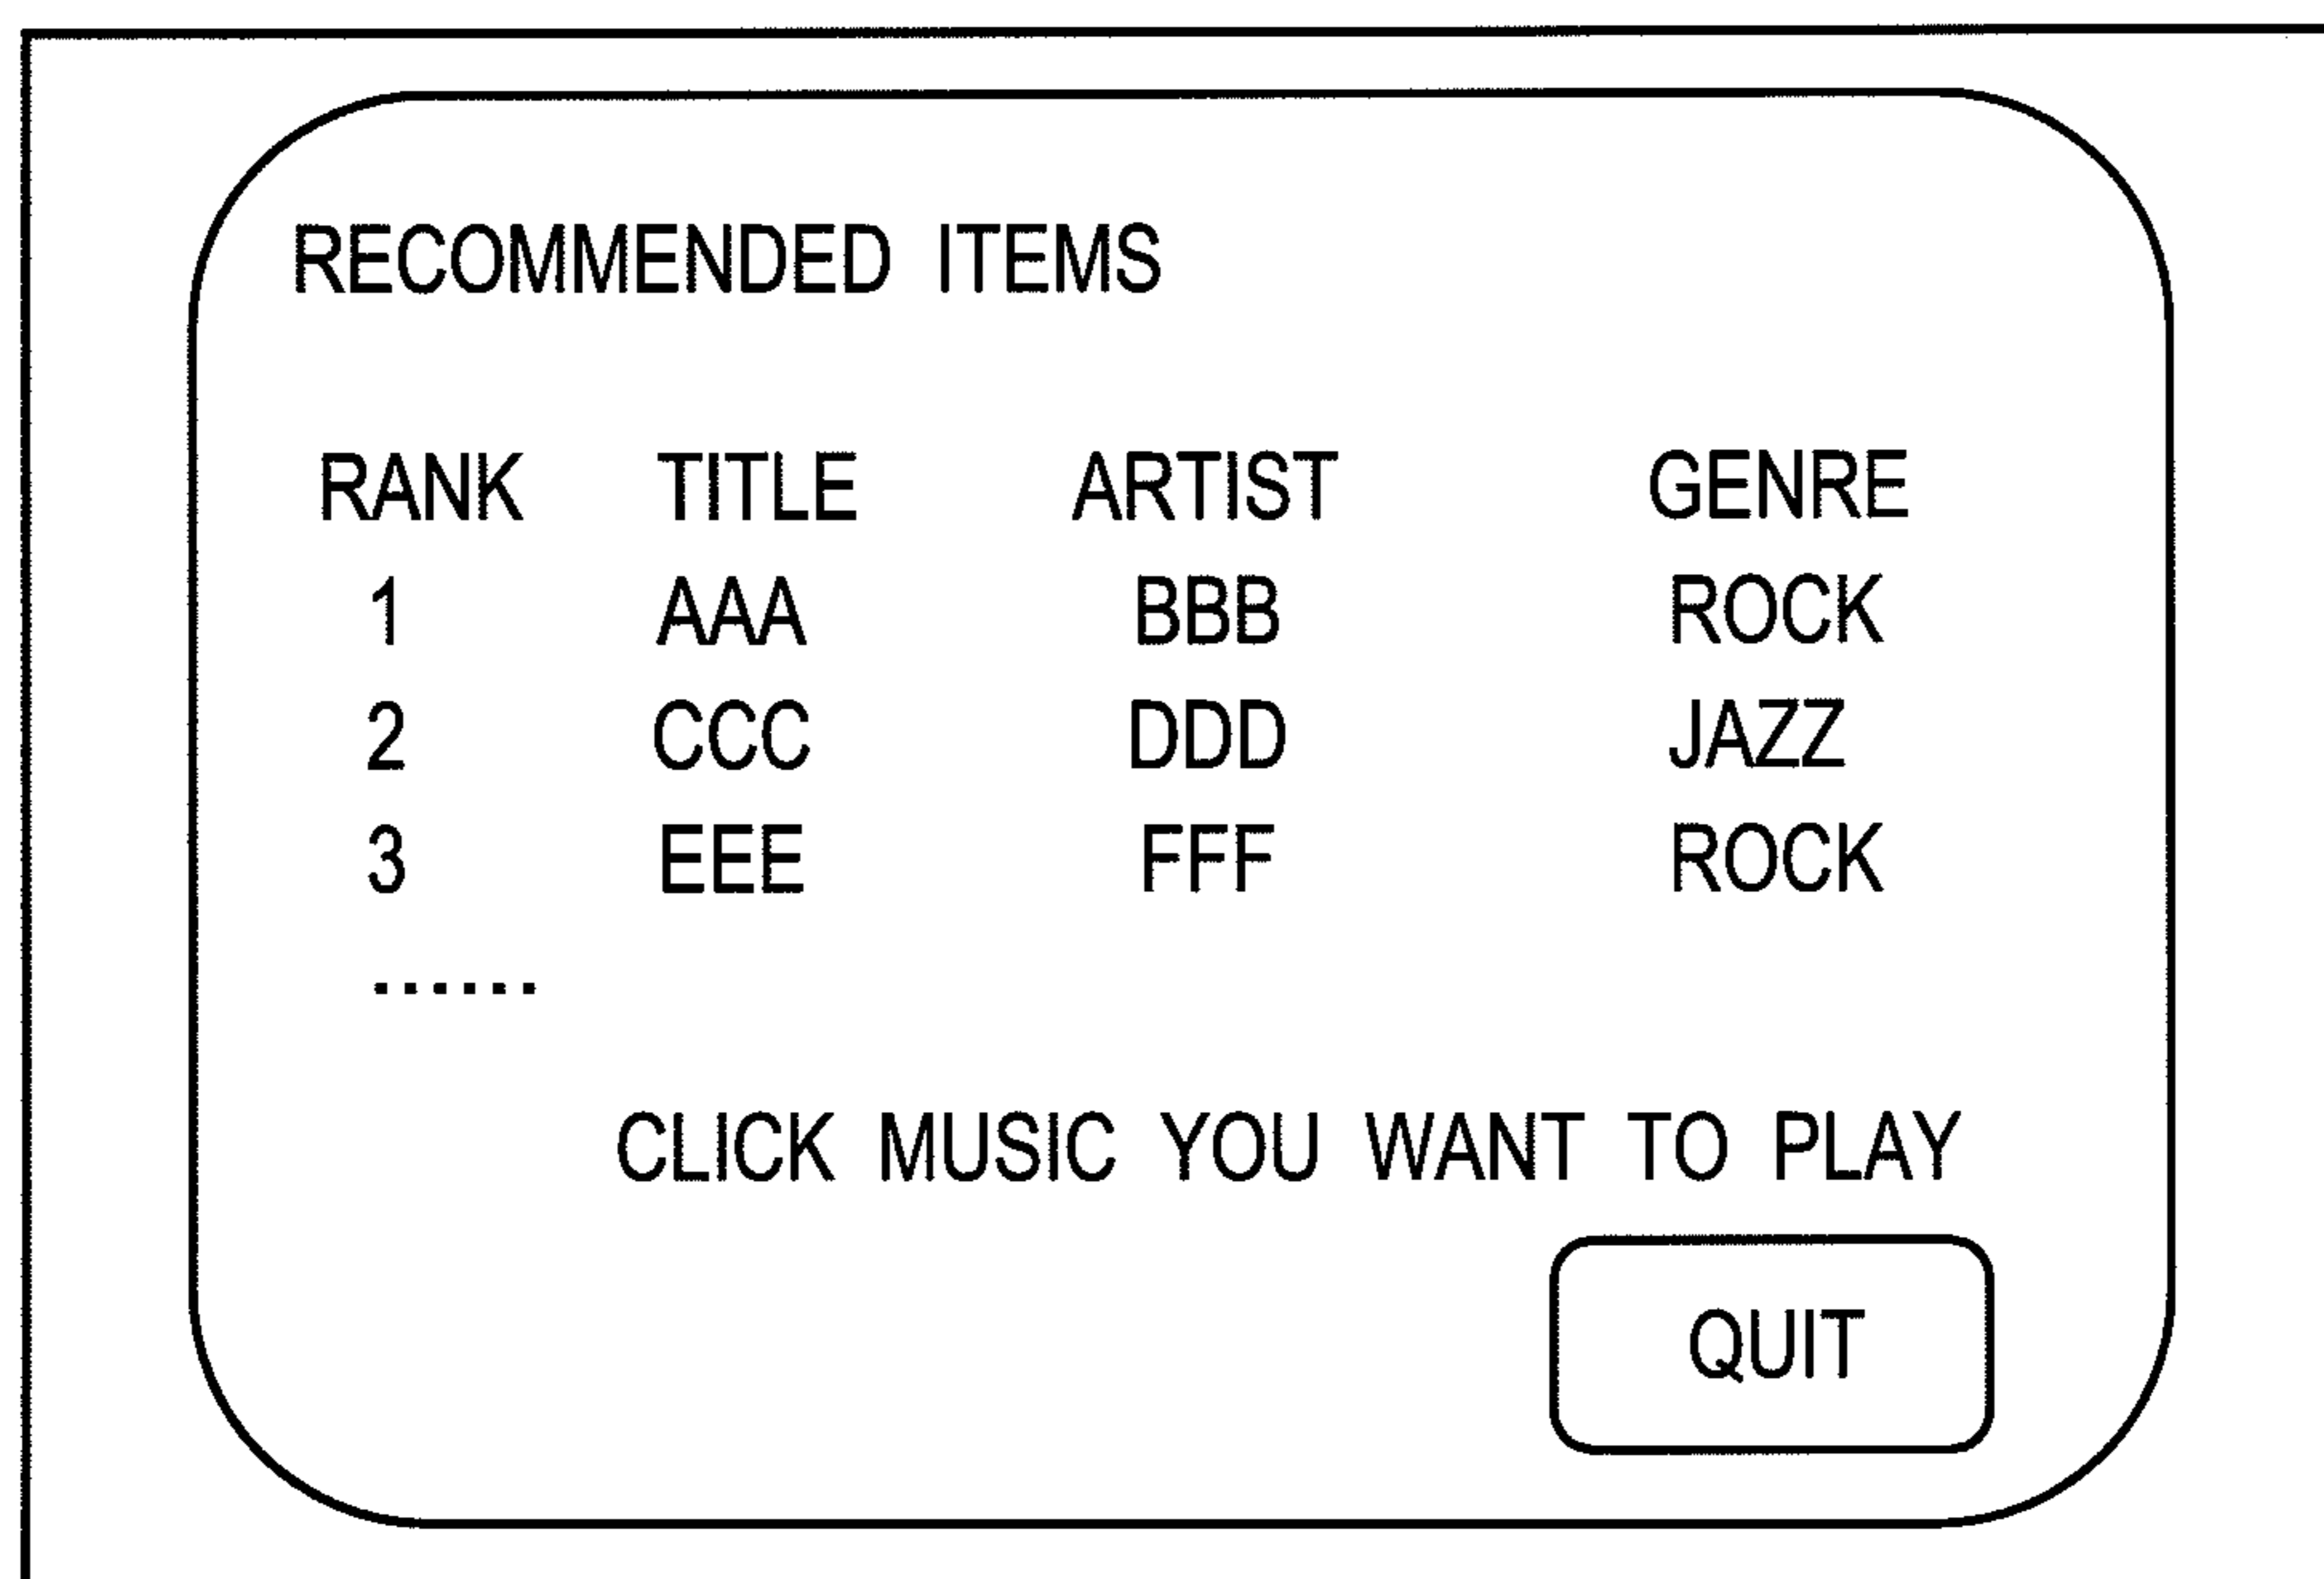 RECOMMENDED ITEMS
RANK TITLE ARTIST GENRE
1 AAA BBB ROCK
2 CCC DDD JAZZ
3 EEE FFF ROCK
......
CLICK MUSIC YOU WANT TO PLAY
QUIT